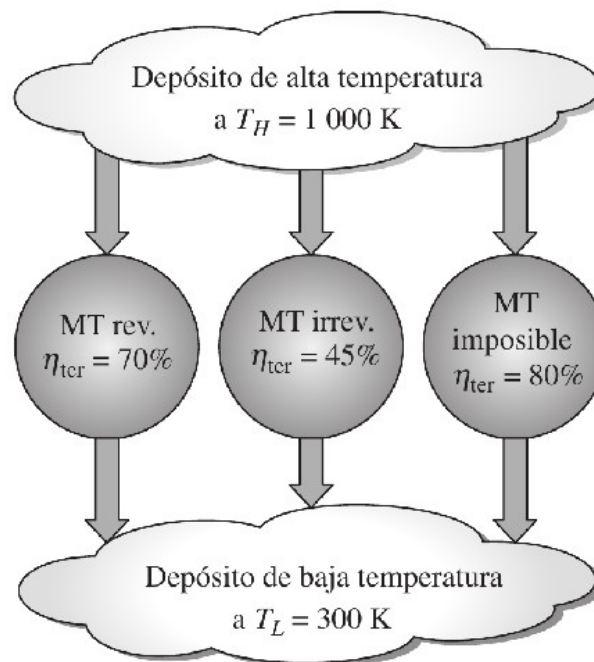 Depósito de alta temperatura
a T_H = 1 000 K
MT rev.
η_ter = 70%
MT irrev.
η_ter = 45%
MT
imposible
η_ter = 80%
Depósito de baja temperatura
a T_L = 300 K